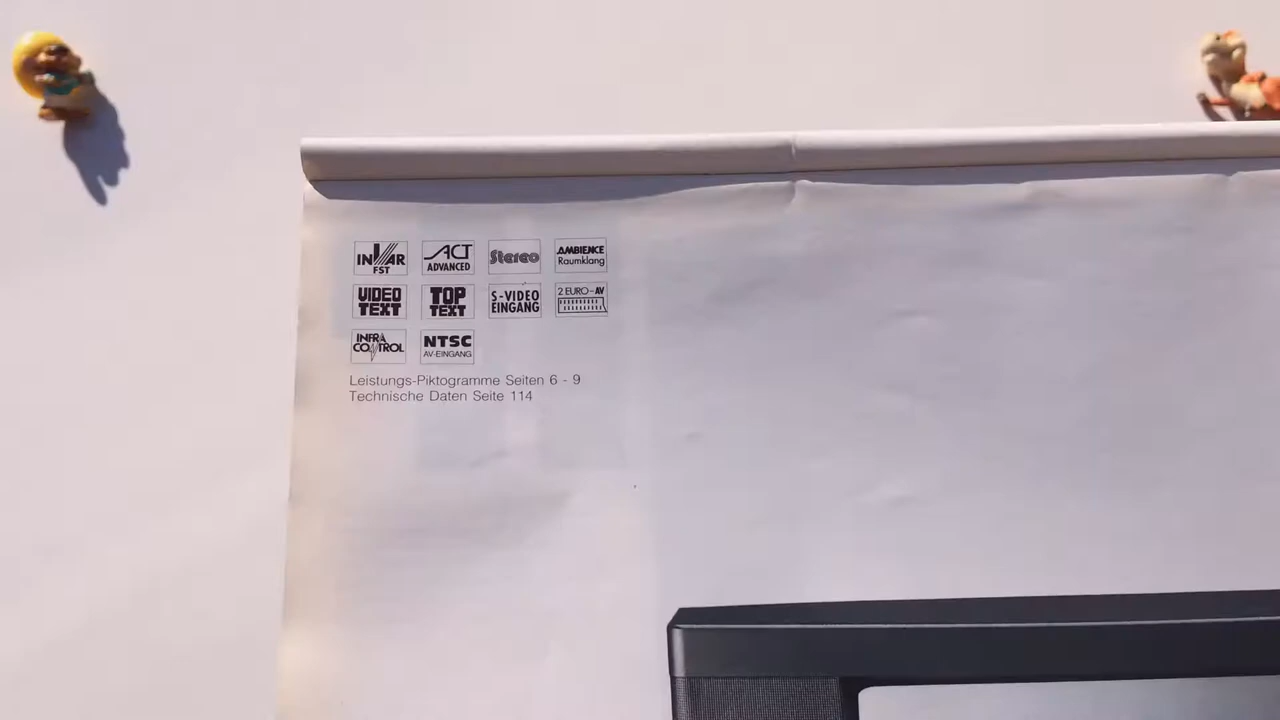 INVAR FST
ACT ADVANCED
Stereo
AMBIENCE Raumklang
VIDEO TEXT
TOP TEXT
S-VIDEO EINGANG
2 EURO-AV
INFRA CONTROL
NTSC AV-EINGANG
Leistungs-Piktogramme Seiten 6 - 9
Technische Daten Seite 114